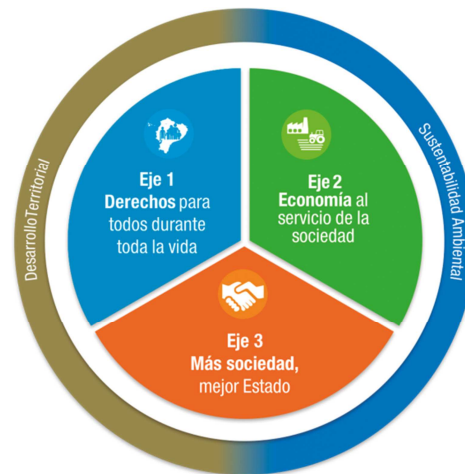 Desarrollo Territorial
Eje 1
Derechos para
todos durante
toda la vida
Eje 2
Economía al
servicio de la
sociedad
Eje 3
Más sociedad,
mejor Estado
Sustentabilidad Ambiental